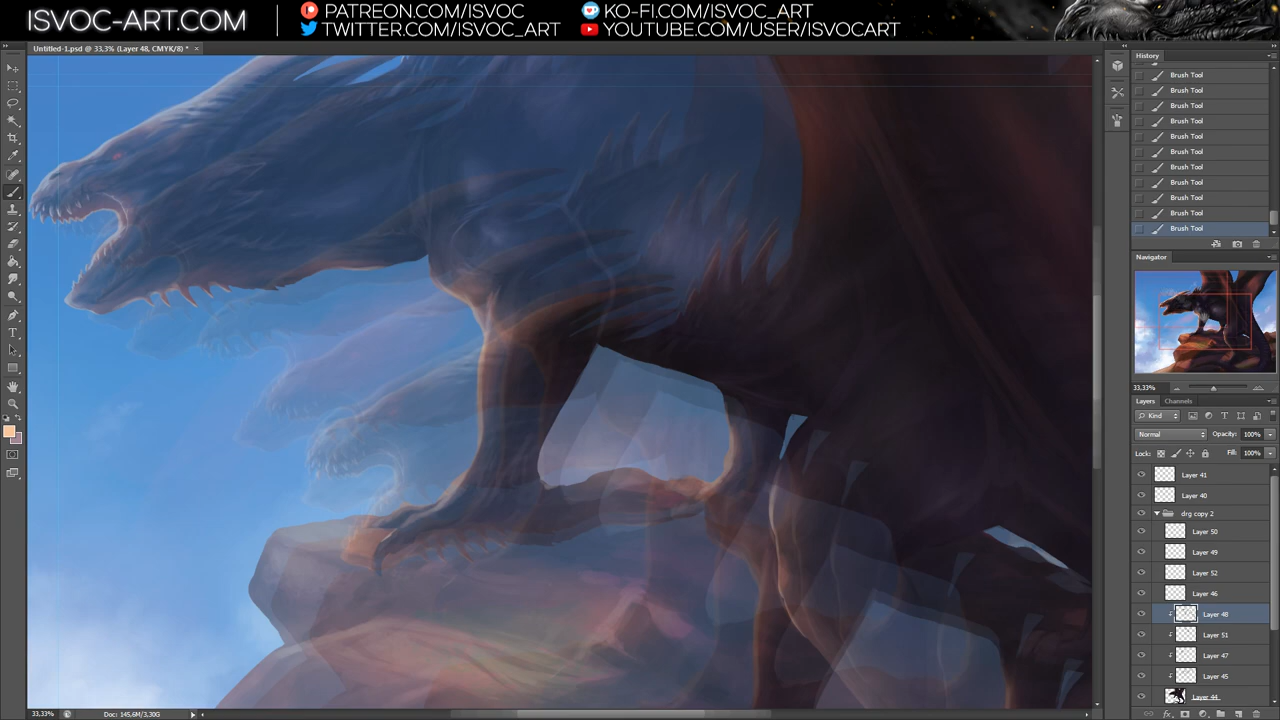 ISVOC-ART.COM
PATREON.COM/ISVOC
TWITTER.COM/ISVOC_ART
KO-FI.COM/ISVOC_ART
YOUTUBE.COM/USER/ISVOCART
Untitled-1.psd @ 33,3% (Layer 48, CMYK/8) *
History
Brush Tool
Brush Tool
Brush Tool
Brush Tool
Brush Tool
Brush Tool
Brush Tool
Brush Tool
Brush Tool
Brush Tool
Brush Tool
Navigator
33,33%
Layers
Channels
Kind
Normal
Opacity: 100%
Lock:
Fill: 100%
Layer 41
Layer 40
drg copy 2
Layer 50
Layer 49
Layer 52
Layer 46
Layer 48
Layer 51
Layer 47
Layer 45
Layer 44
33,33%
Doc: 145,6M/3,30G